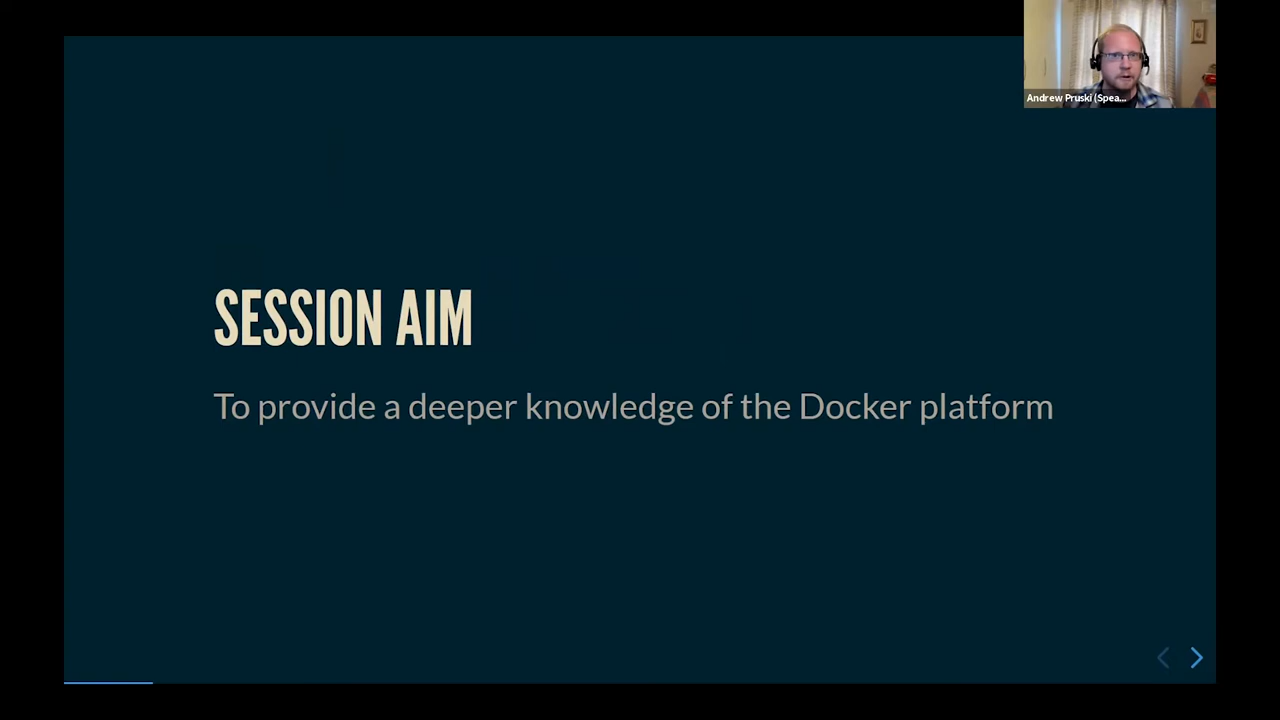 Andrew Pruski (Spea...
SESSION AIM
To provide a deeper knowledge of the Docker platform